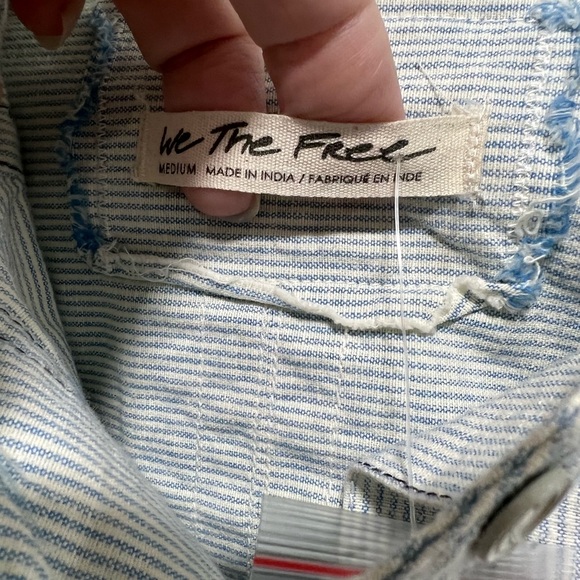 We The Free
MEDIUM MADE IN INDIA / FABRIQUÉ EN INDE